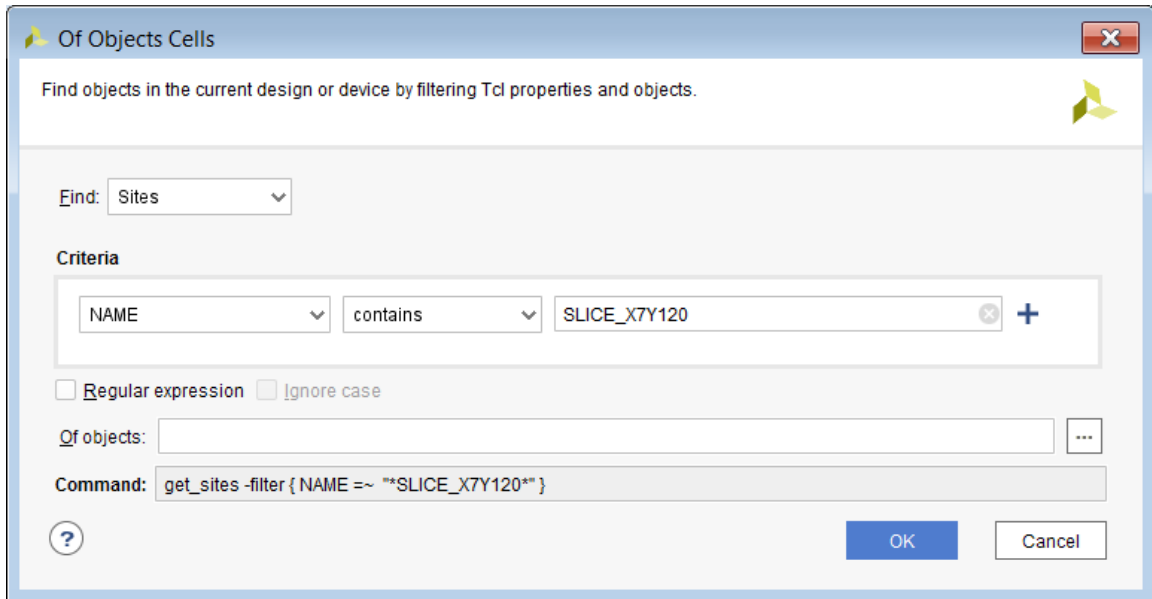 Of Objects Cells
Find objects in the current design or device by filtering Tcl properties and objects.
Find: Sites
Criteria
NAME contains SLICE_X7Y120
Regular expression Ignore case
Of objects: ...
Command: get_sites -filter { NAME =~ "*SLICE_X7Y120*" }
? OK Cancel